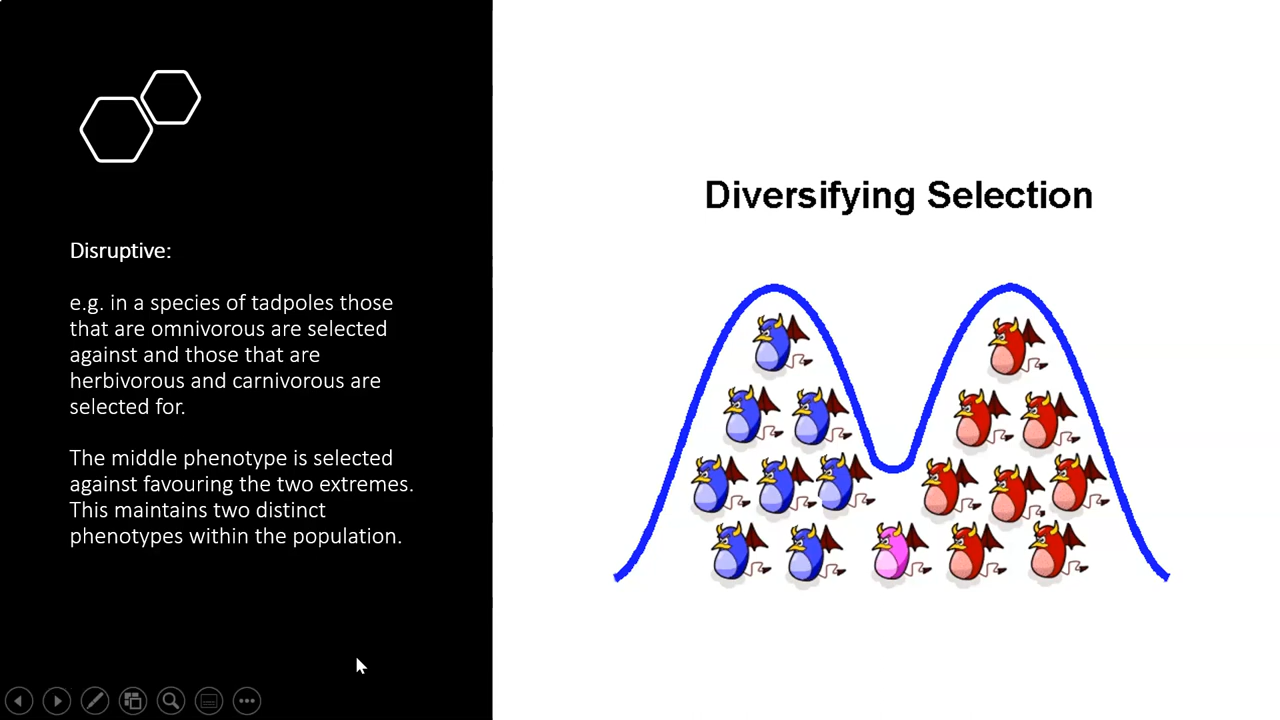 Disruptive:
e.g. in a species of tadpoles those
that are omnivorous are selected
against and those that are
herbivorous and carnivorous are
selected for.
The middle phenotype is selected
against favouring the two extremes.
This maintains two distinct
phenotypes within the population.
Diversifying Selection